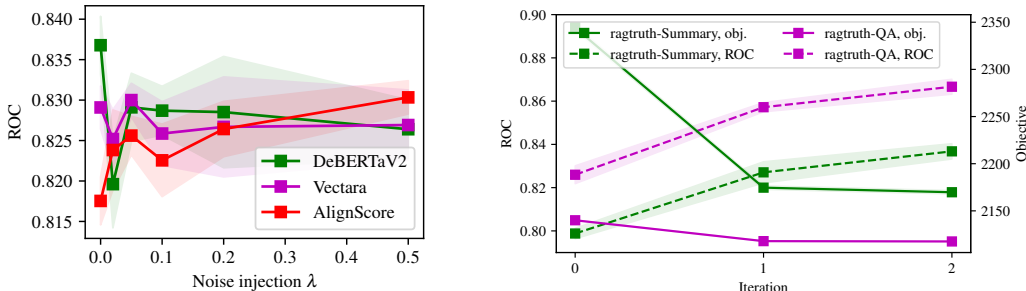 0.840
0.835
0.830
0.825
0.820
0.815
ROC
0.0 0.1 0.2 0.3 0.4 0.5
Noise injection λ
DeBERTaV2
Vectara
AlignScore
0.90
0.88
0.86
0.84
0.82
0.80
ROC
ragtruth-Summary, obj.
ragtruth-Summary, ROC
ragtruth-QA, obj.
ragtruth-QA, ROC
2350
2300
2250
2200
2150
Objective
0 1 2
Iteration